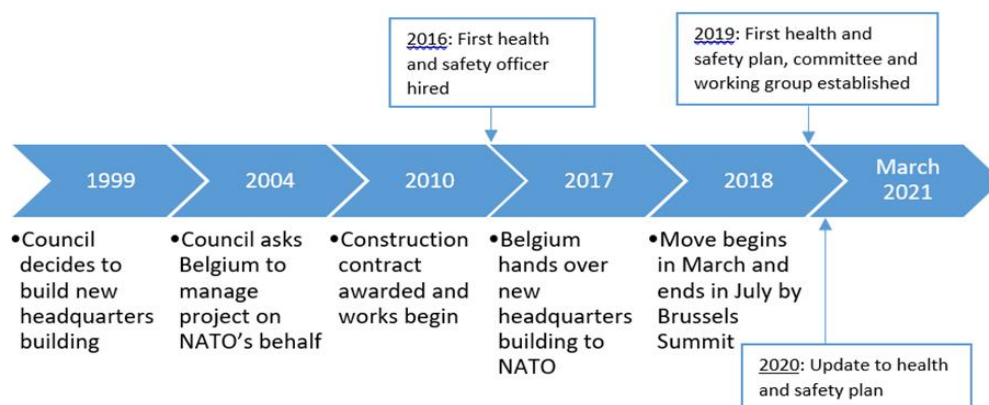 2016: First health
and safety officer
hired
2019: First health and
safety plan, committee and
working group established
1999
2004
2010
2017
2018
March
2021
•Council
decides to
build new
headquarters
building
•Council asks
Belgium to
manage
project on
NATO's behalf
•Construction
contract
awarded and
works begin
•Belgium
hands over
new
headquarters
building to
NATO
•Move begins
in March and
ends in July by
Brussels
Summit
2020: Update to health
and safety plan